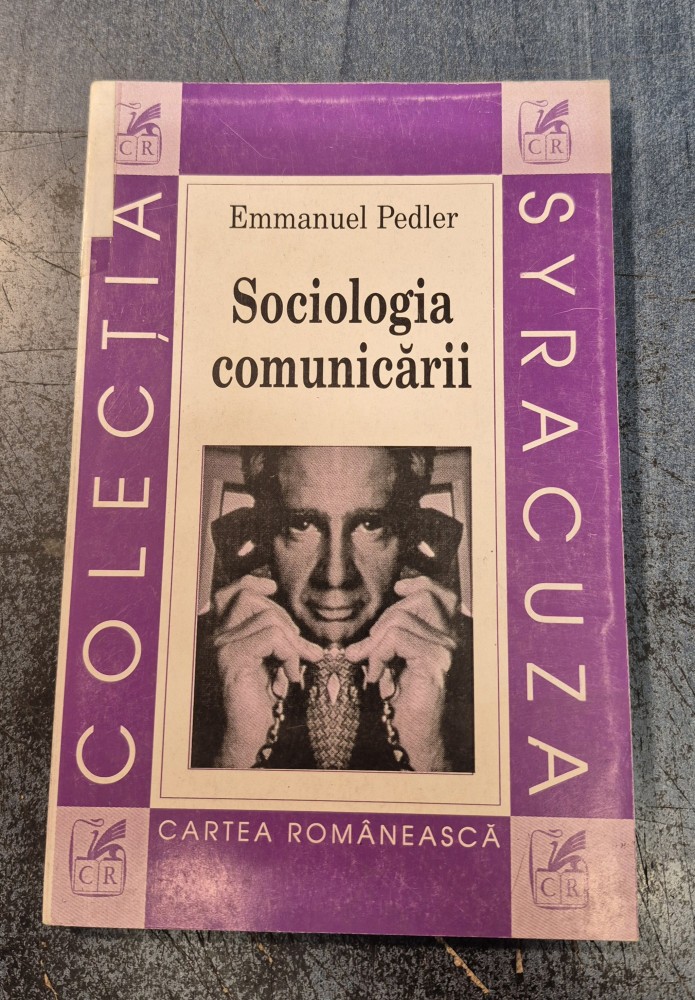 CR
CR
COLECȚIA
SYRACUZA
Emmanuel Pedler
Sociologia
comunicării
CARTEA ROMÂNEASCĂ
CR
CR